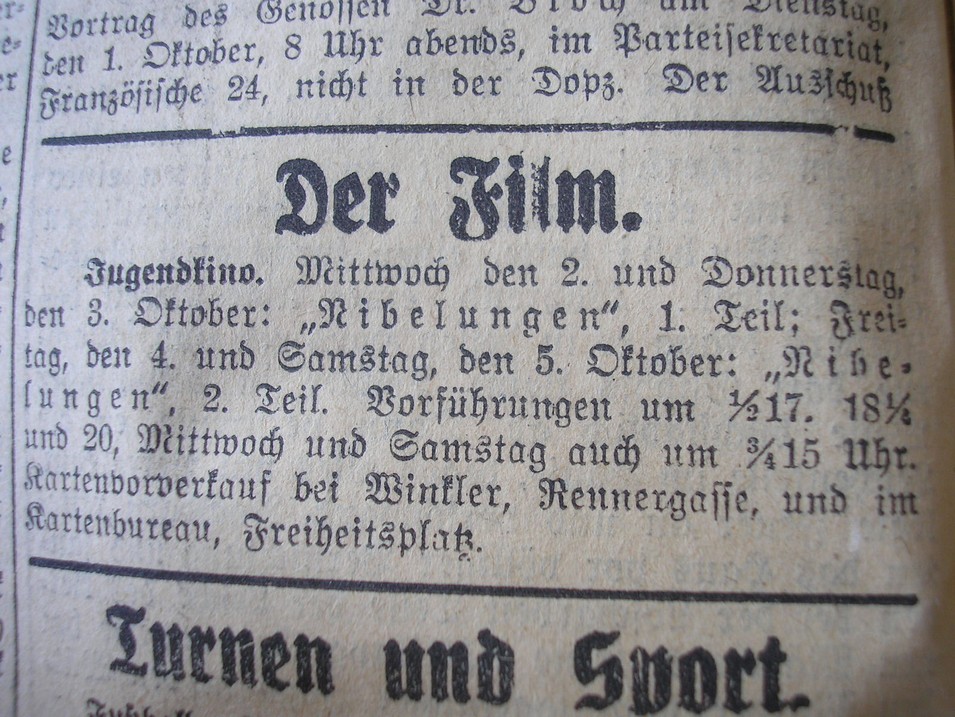 Vortrag des Genossen Dr. am Dienstag,
den 1. Oktober, 8 Uhr abends, im Parteisekretariat,
Französische 24, nicht in der Dopz. Der Ausschuß
Der Film.
Jugendkino. Mittwoch den 2. und Donnerstag,
den 3. Oktober: „Nibelungen“, 1. Teil; Frei-
tag, den 4. und Samstag, den 5. Oktober: „Nibe-
lungen“, 2. Teil. Vorführungen um ½17. 18½
und 20, Mittwoch und Samstag auch um ¾15 Uhr.
Kartenvorverkauf bei Winkler, Rennergasse, und im
Kartenbureau, Freiheitsplatz.
Turnen und Sport.